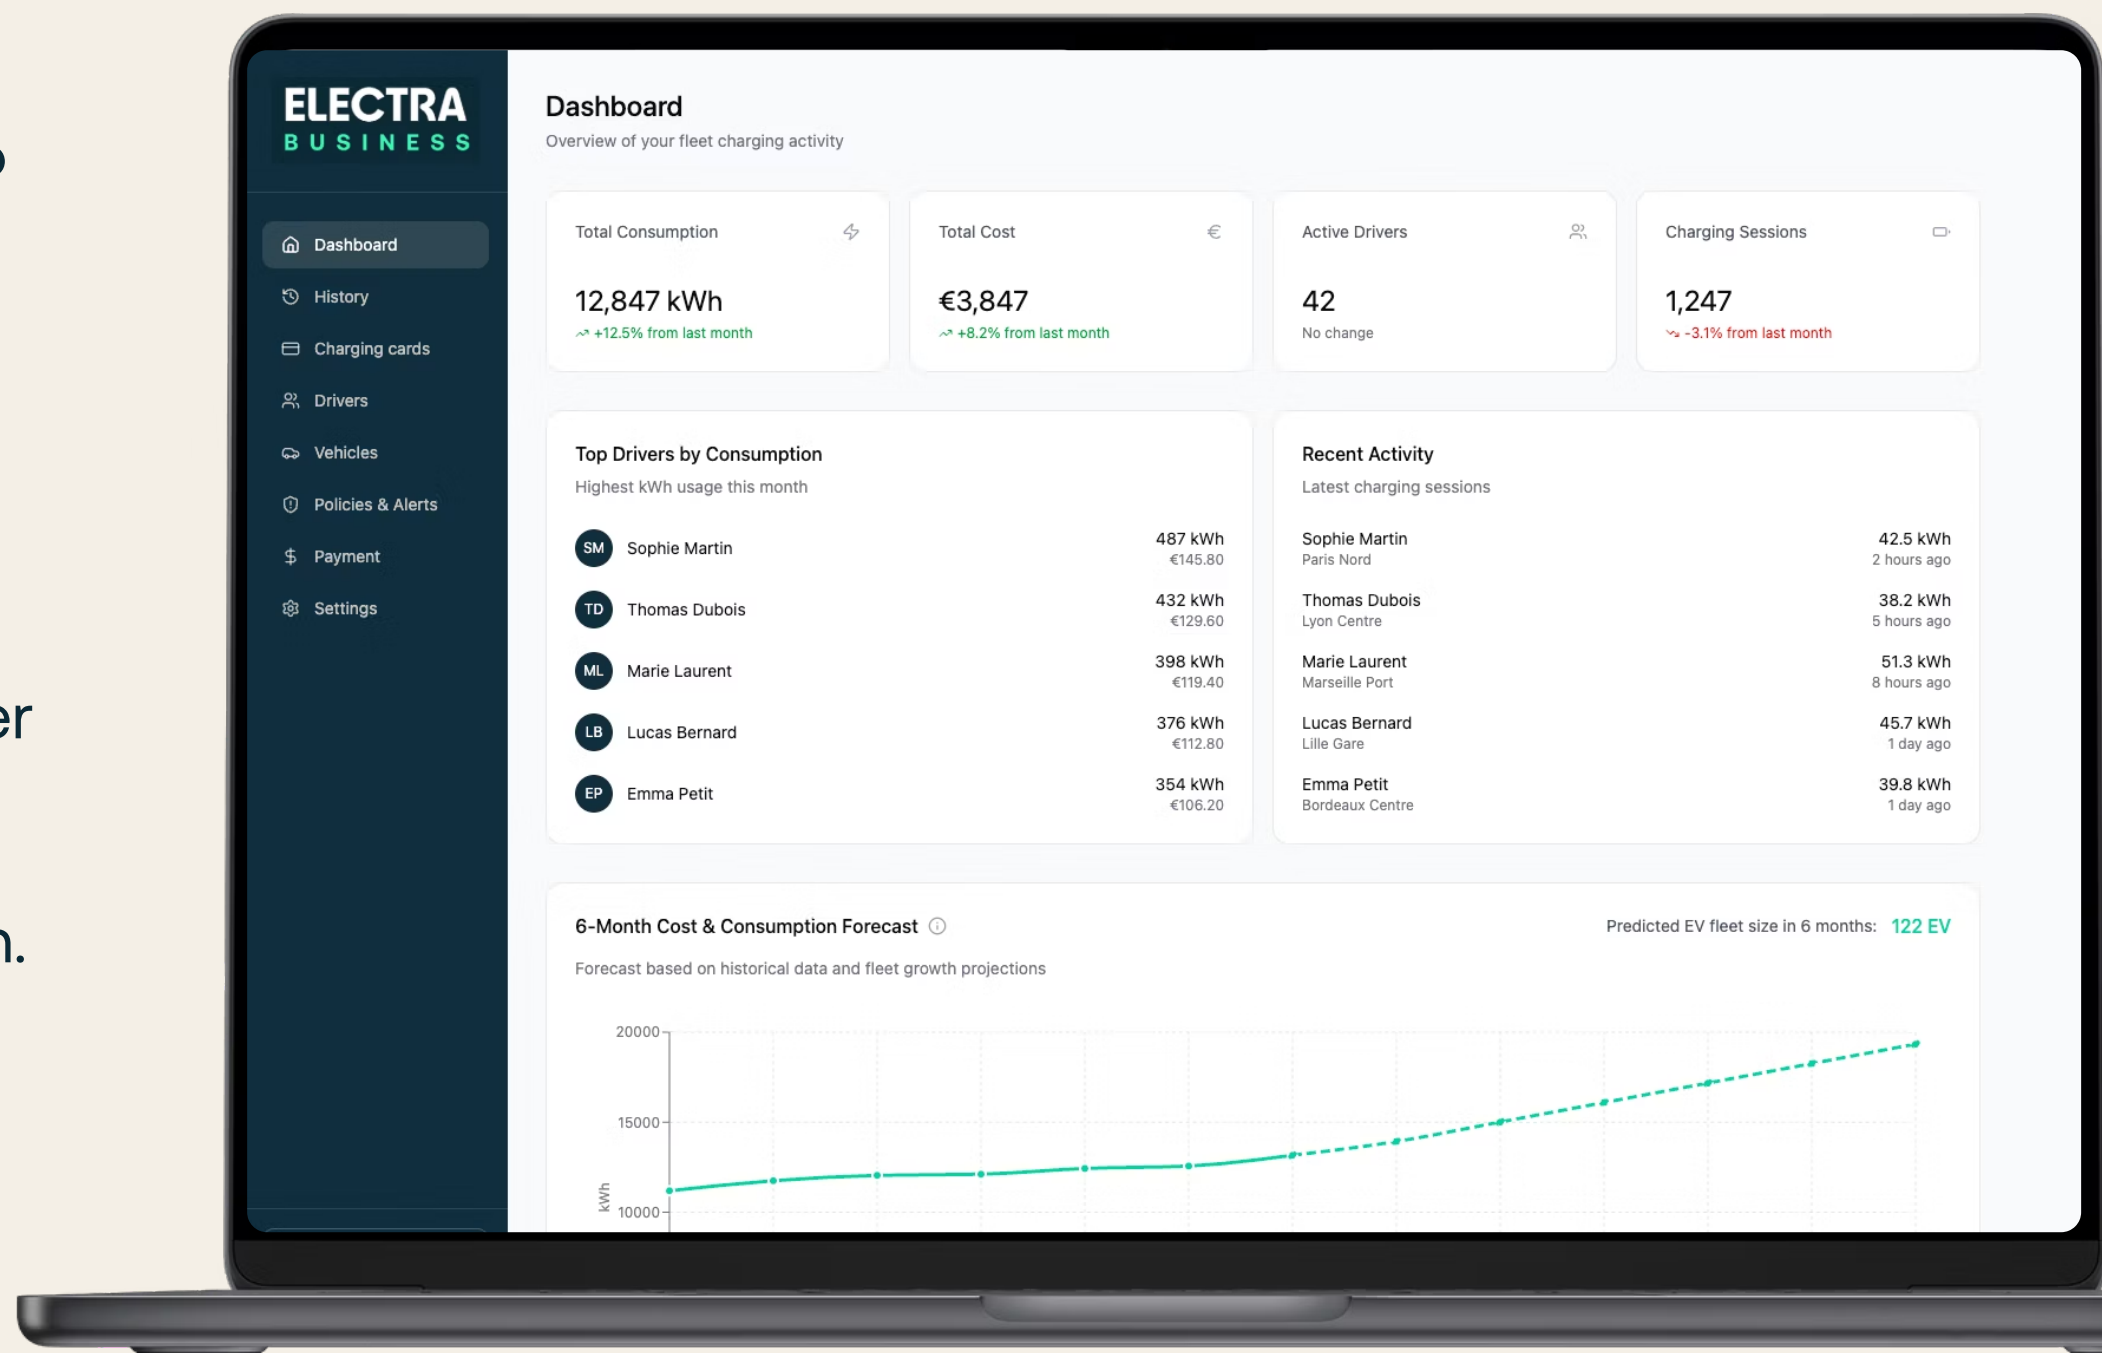 ELECTRA
BUSINESS
Dashboard
History
Charging cards
Drivers
Vehicles
Policies & Alerts
Payment
Settings
Dashboard
Overview of your fleet charging activity
Total Consumption
12,847 kWh
+12.5% from last month
Total Cost
€
€3,847
+8.2% from last month
Active Drivers
42
No change
Charging Sessions
1,247
-3.1% from last month
Top Drivers by Consumption
Highest kWh usage this month
SM Sophie Martin 487 kWh
€145.80
TD Thomas Dubois 432 kWh
€129.60
ML Marie Laurent 398 kWh
€119.40
LB Lucas Bernard 376 kWh
€112.80
EP Emma Petit 354 kWh
€106.20
Recent Activity
Latest charging sessions
Sophie Martin 42.5 kWh
Paris Nord 2 hours ago
Thomas Dubois 38.2 kWh
Lyon Centre 5 hours ago
Marie Laurent 51.3 kWh
Marseille Port 8 hours ago
Lucas Bernard 45.7 kWh
Lille Gare 1 day ago
Emma Petit 39.8 kWh
Bordeaux Centre 1 day ago
6-Month Cost & Consumption Forecast
Predicted EV fleet size in 6 months: 122 EV
Forecast based on historical data and fleet growth projections
20000
15000
10000
kWh